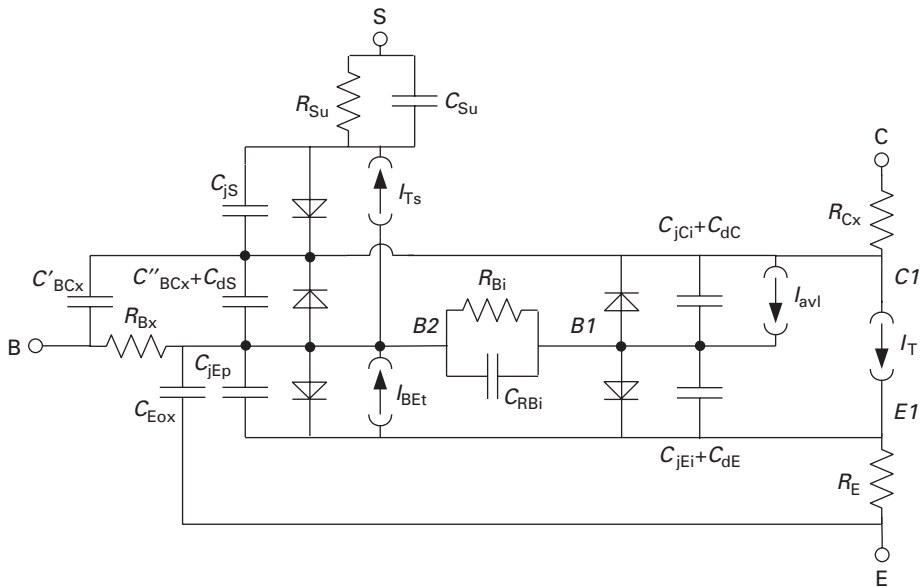 S
R_Su
C_Su
C
C_jS
I_Ts
R_Cx
C_jCi+C_dC
C'_BCx
C''_BCx+C_dS
R_Bi
C1
I_avl
R_Bx
B2
B1
B
I_T
C_jEp
I_BEt
C_RBi
C_Eox
E1
C_jEi+C_dE
R_E
E